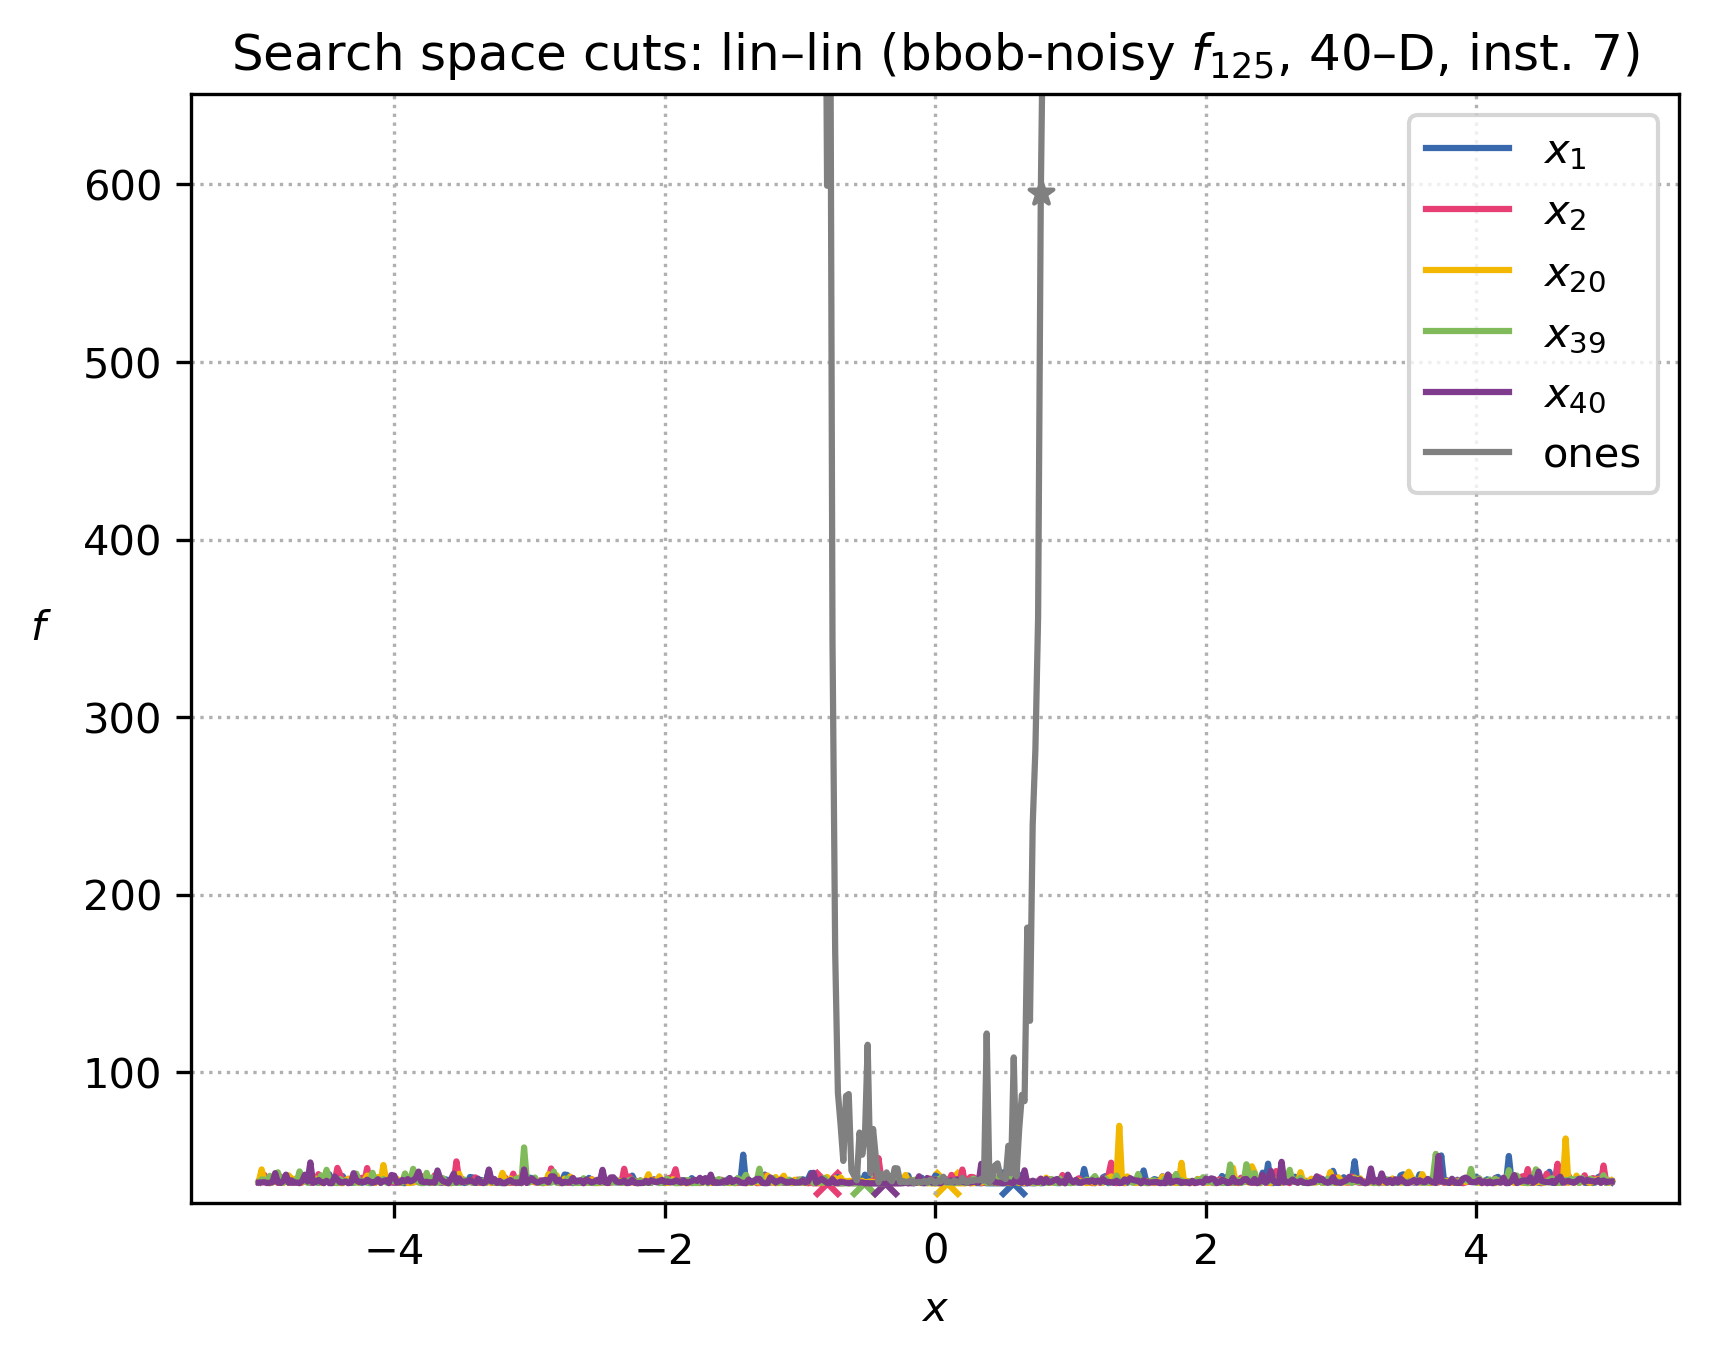 Search space cuts: lin–lin (bbob-noisy f₁₂₅, 40–D, inst. 7)
x₁
x₂
x₂₀
x₃₉
x₄₀
ones
600
500
400
300
200
100
f
−4 −2 0 2 4
x